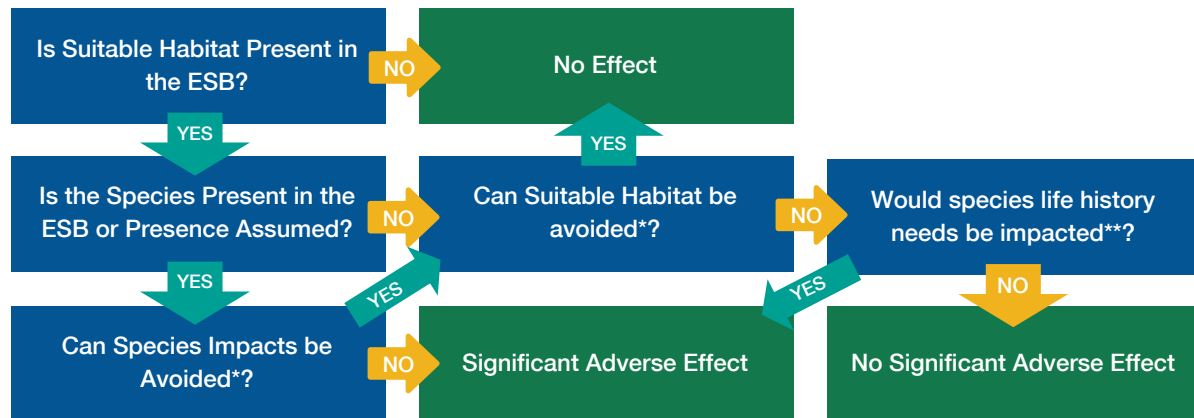 Is Suitable Habitat Present in
the ESB?
NO
No Effect
YES
YES
Is the Species Present in the
ESB or Presence Assumed?
NO
Can Suitable Habitat be
avoided*?
NO
Would species life history
needs be impacted**?
YES
YES
YES
NO
Can Species Impacts be
Avoided*?
NO
Significant Adverse Effect
No Significant Adverse Effect